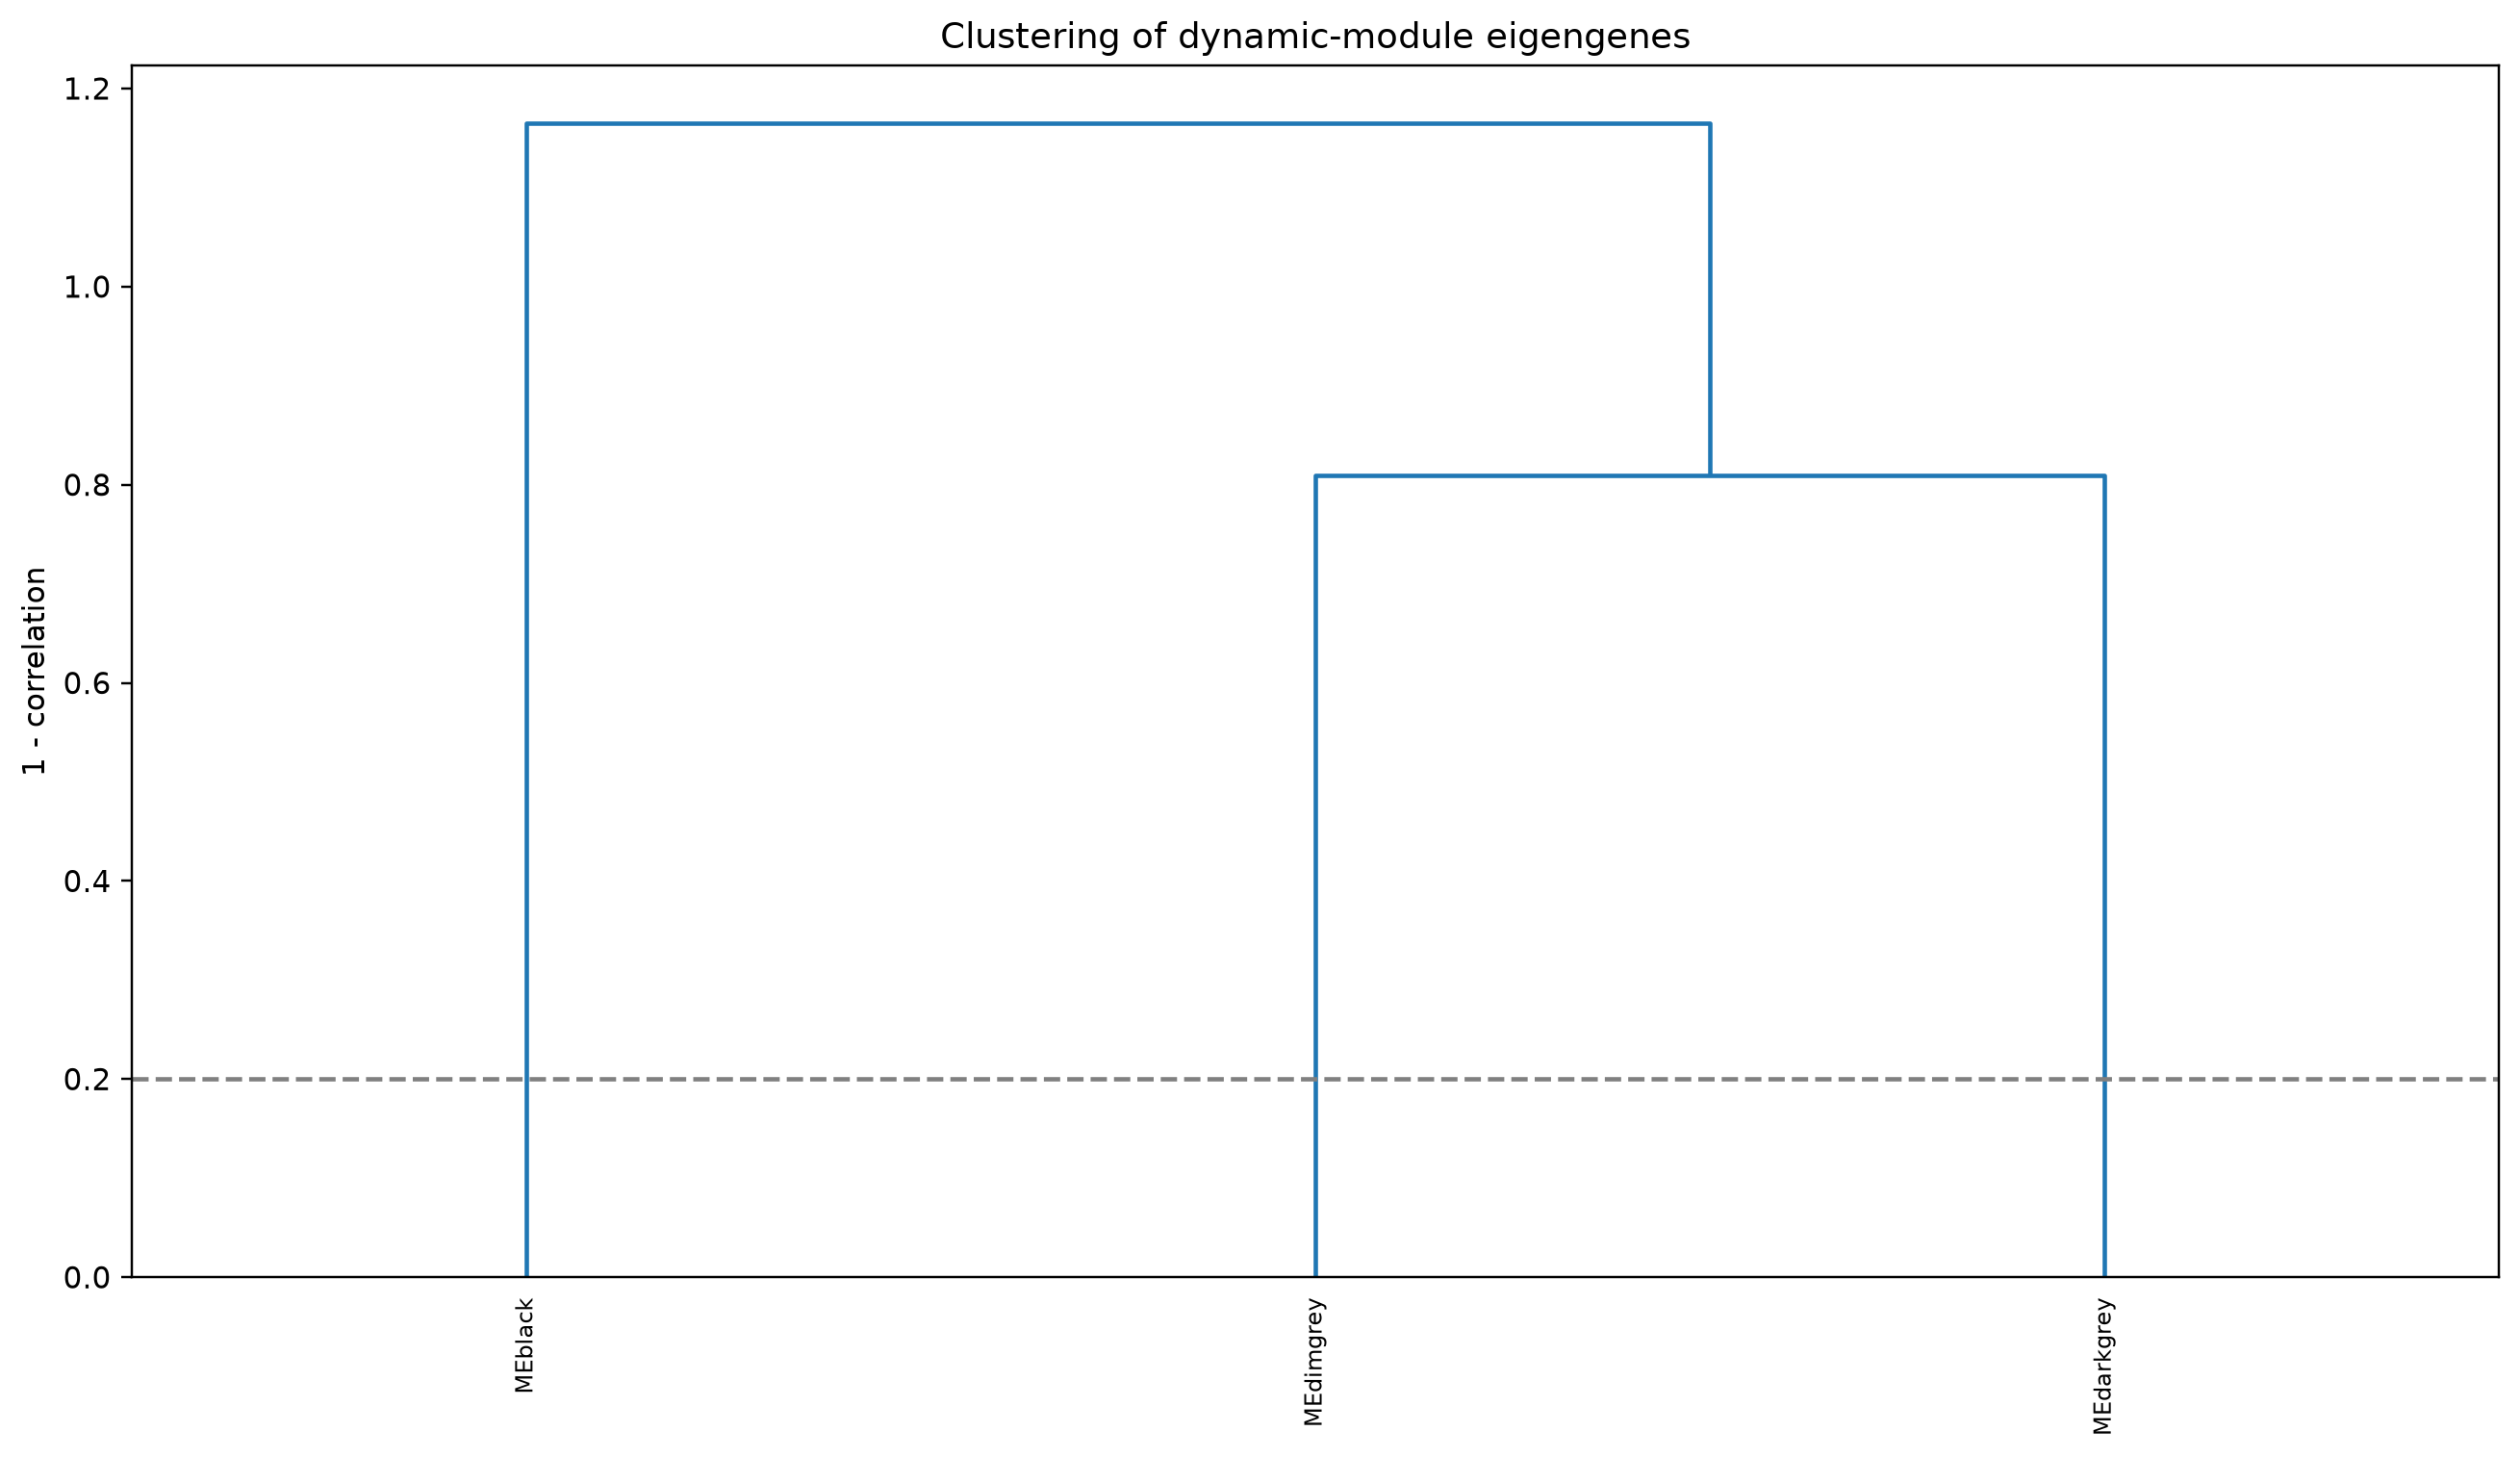 Clustering of dynamic-module eigengenes
1.2
1.0
0.8
0.6
0.4
0.2
0.0
1 - correlation
MEblack
MEdimgrey
MEdarkgrey